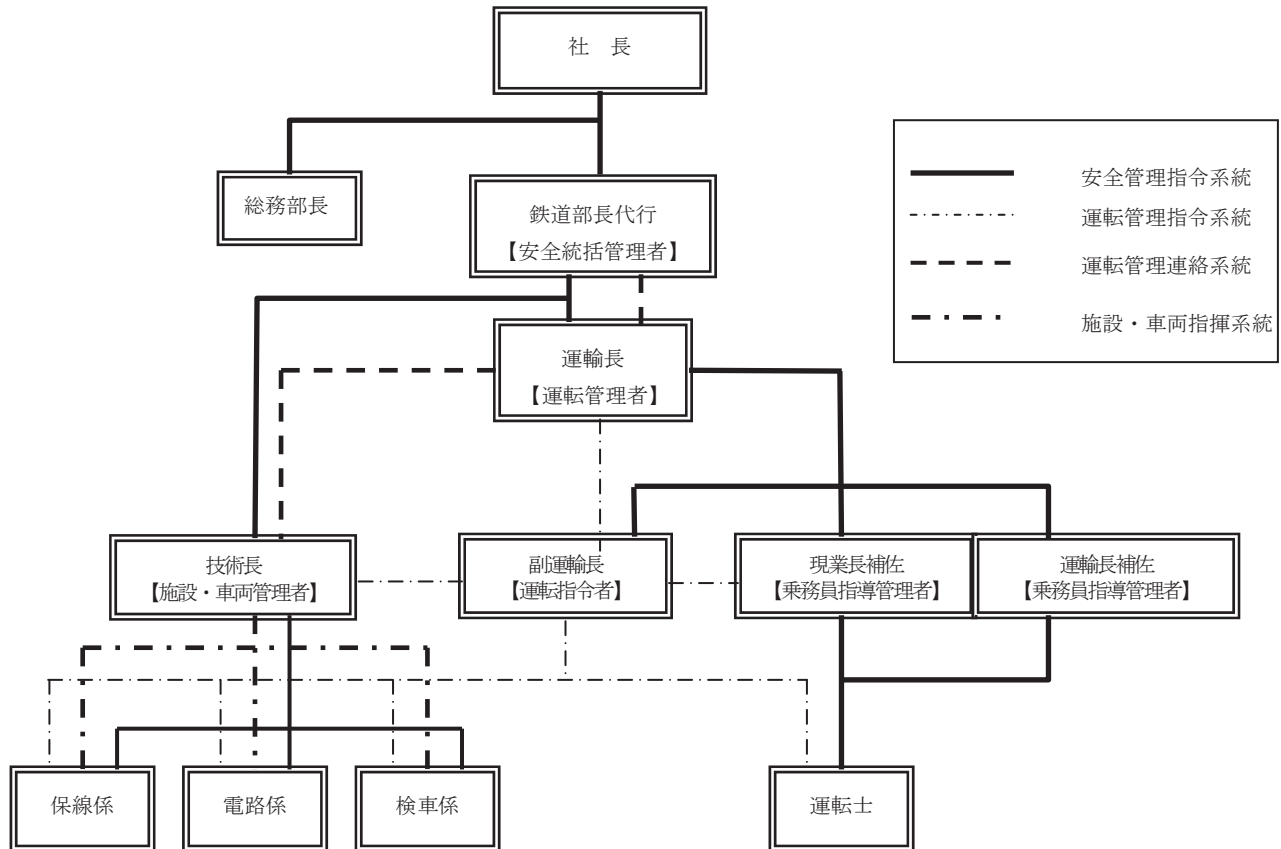 社　長
総務部長
鉄道部長代行
【安全統括管理者】
安全管理指令系統
運転管理指令系統
運転管理連絡系統
施設・車両指揮系統
運輸長
【運転管理者】
技術長
【施設・車両管理者】
副運輸長
【運転指令者】
現業長補佐
【乗務員指導管理者】
運輸長補佐
【乗務員指導管理者】
保線係
電路係
検車係
運転士